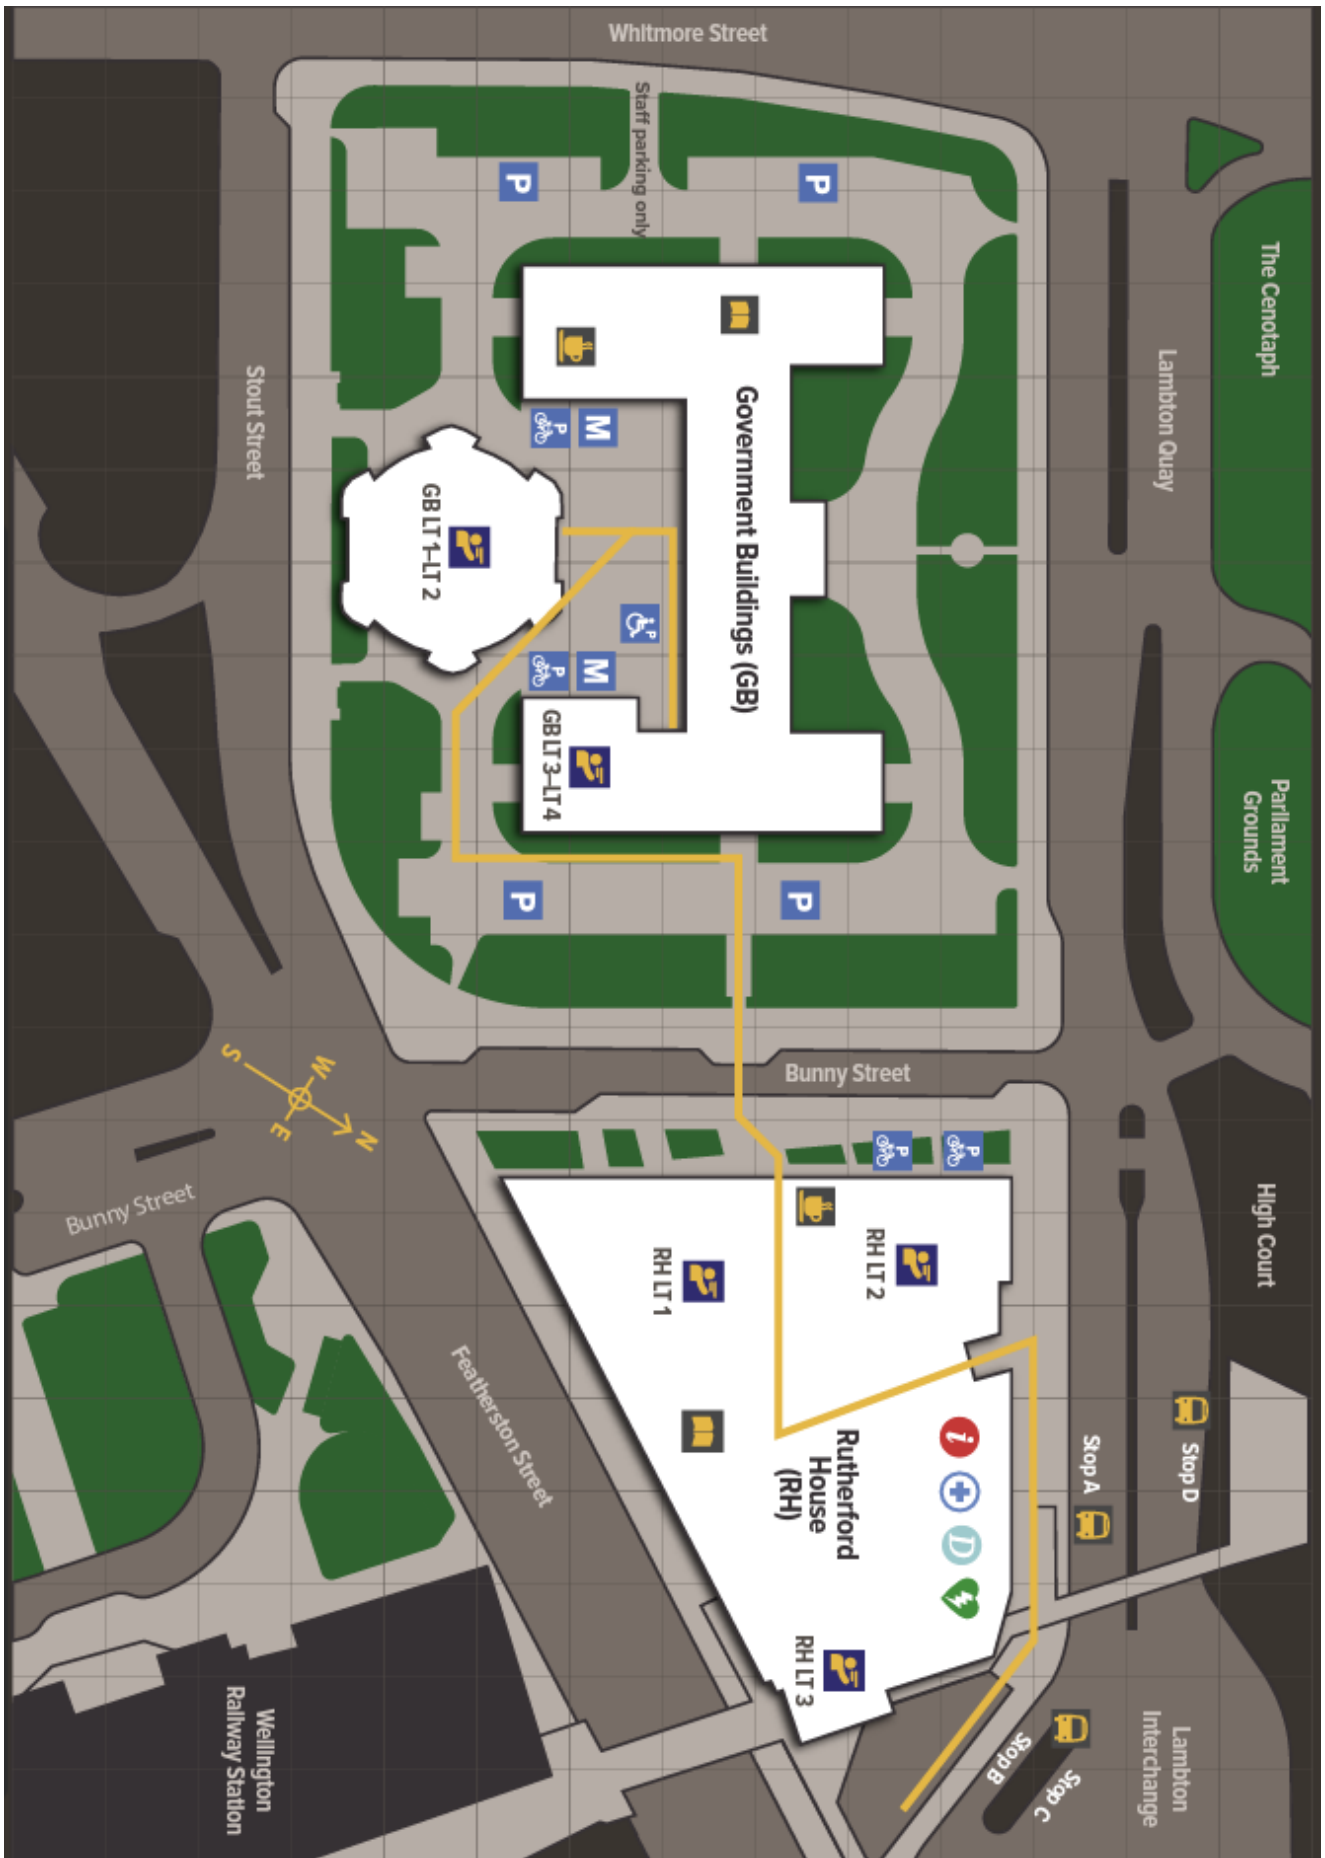 Whitmore Street
Staff parking only
P
P
The Cenotaph
Lambton Quay
Stout Street
Government Buildings (GB)
P
M
GB LT 1–LT 2
P
P
M
GB LT 3–LT 4
Parliament
Grounds
P
P
Bunny Street
S
W
N
E
P
P
Bunny Street
High Court
RH LT 2
RH LT 1
Featherston Street
Rutherford
House
(RH)
i
D
Stop A
Stop D
RH LT 3
Stop B
Stop C
Lambton
Interchange
Wellington
Railway Station